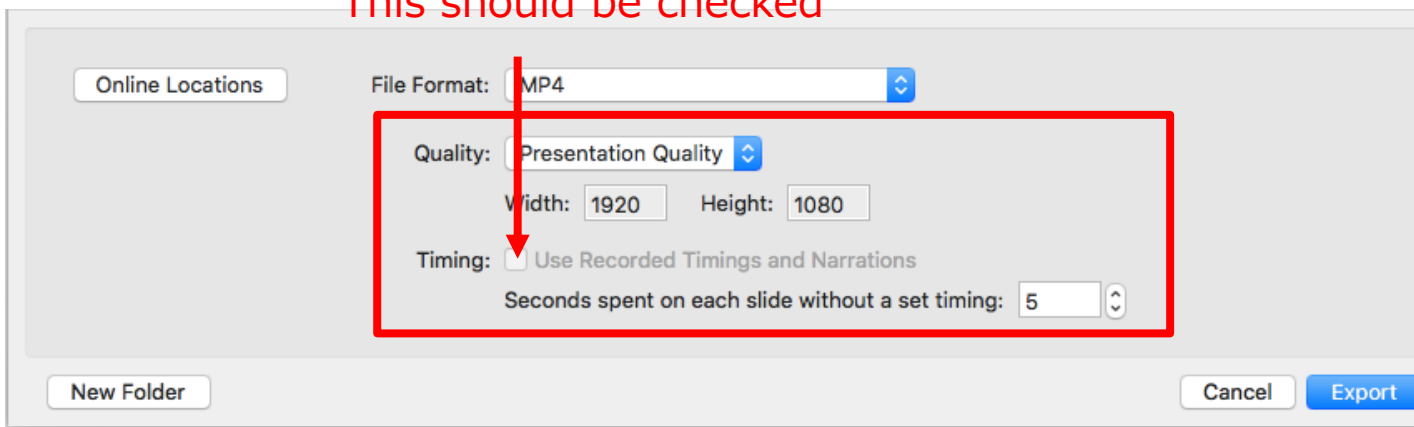 This should be checked
Online Locations
File Format: MP4
Quality: Presentation Quality
Width: 1920 Height: 1080
Timing: Use Recorded Timings and Narrations
Seconds spent on each slide without a set timing: 5
New Folder
Cancel
Export